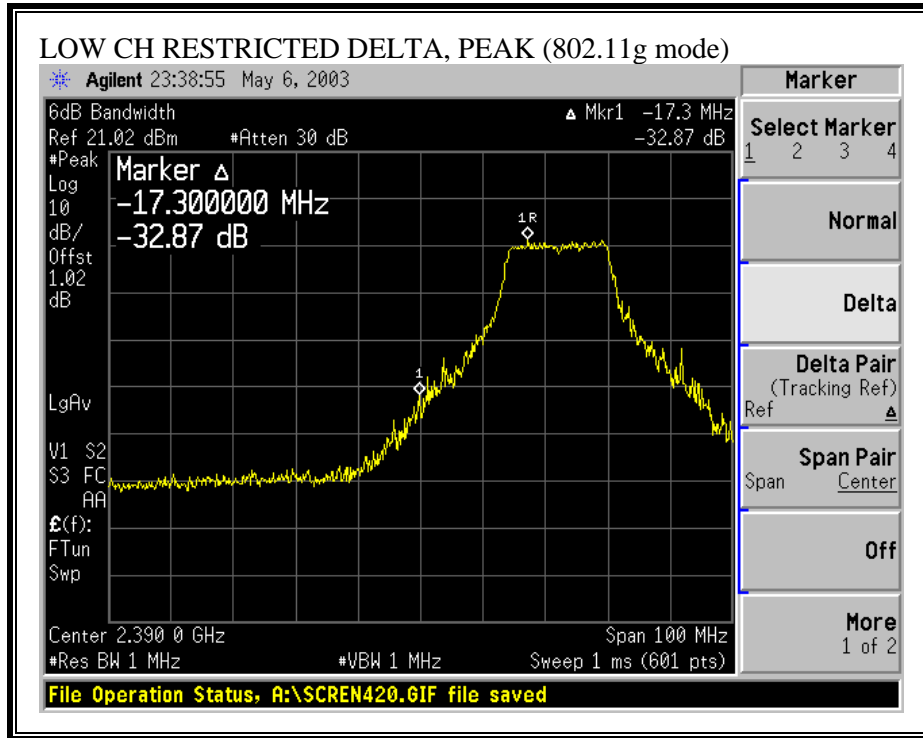 LOW CH RESTRICTED DELTA, PEAK (802.11g mode)
Agilent 23:38:55 May 6, 2003
Marker
6dB Bandwidth
Δ Mkr1 -17.3 MHz
Ref 21.02 dBm #Atten 30 dB -32.87 dB
#Peak
Log
10
dB/
Offst
1.02
dB
Marker Δ
-17.300000 MHz
-32.87 dB
1R
1
LgAv
V1 S2
S3 FC
AA
£(f):
FTun
Swp
Center 2.390 0 GHz Span 100 MHz
#Res BW 1 MHz #VBW 1 MHz Sweep 1 ms (601 pts)
Select Marker
1 2 3 4
Normal
Delta
Delta Pair
(Tracking Ref)
Ref Δ
Span Pair
Span Center
Off
More
1 of 2
File Operation Status, A:\SCREN420.GIF file saved